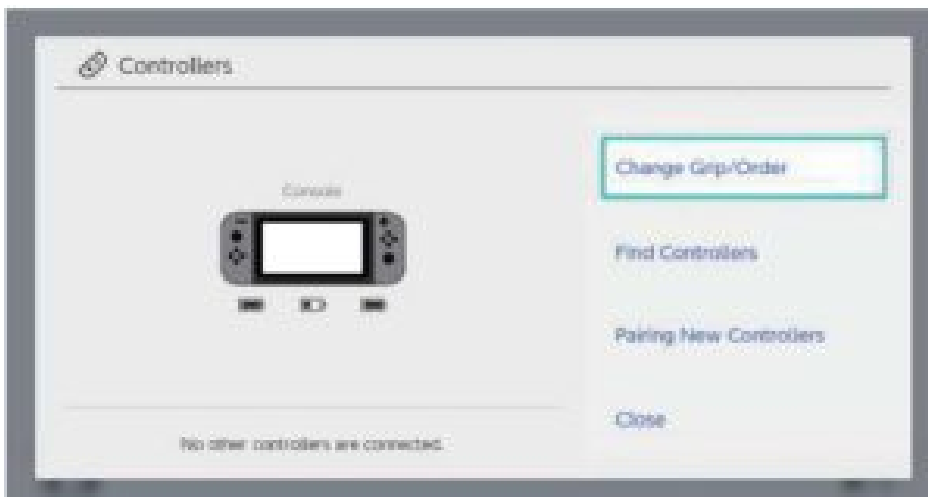 Controllers
Console
Change Grip/Order
Find Controllers
Pairing New Controllers
Close
No other controllers are connected.